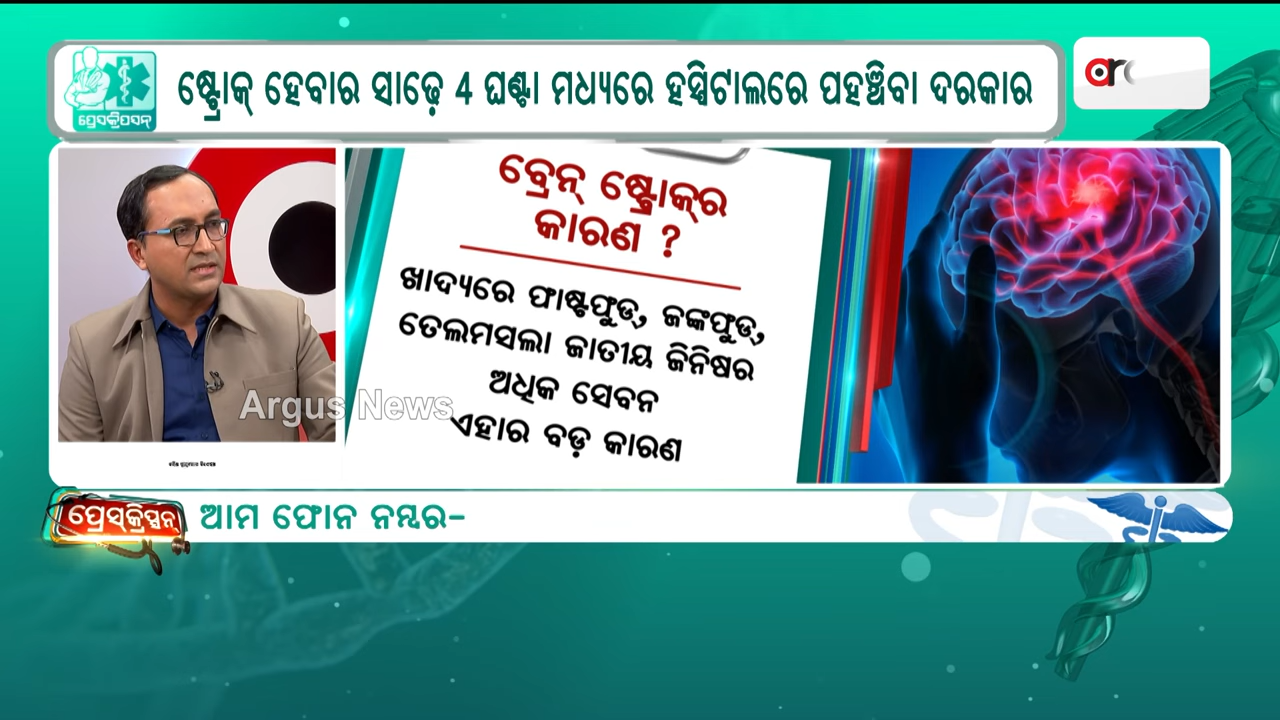 ଷ୍ଟ୍ରୋକ୍ ହେବାର ସାଢ଼େ 4 ଘଣ୍ଟା ମଧ୍ୟରେ ହସ୍ପିଟାଲରେ ପହଞ୍ଚିବା ଦରକାର
ପ୍ରେସକ୍ରିପସନ୍
ବ୍ରେନ୍ ଷ୍ଟ୍ରୋକ୍‌ର
କାରଣ ?
ଖାଦ୍ୟରେ ଫାଷ୍ଟଫୁଡ୍, ଜଙ୍କଫୁଡ୍,
ତେଲମସଲା ଜାତୀୟ ଜିନିଷର
ଅଧିକ ସେବନ
ଏହାର ବଡ଼ କାରଣ
Argus News
ପ୍ରେସ୍‌କ୍ରିପ୍ସନ୍
ଆମ ଫୋନ ନମ୍ବର-